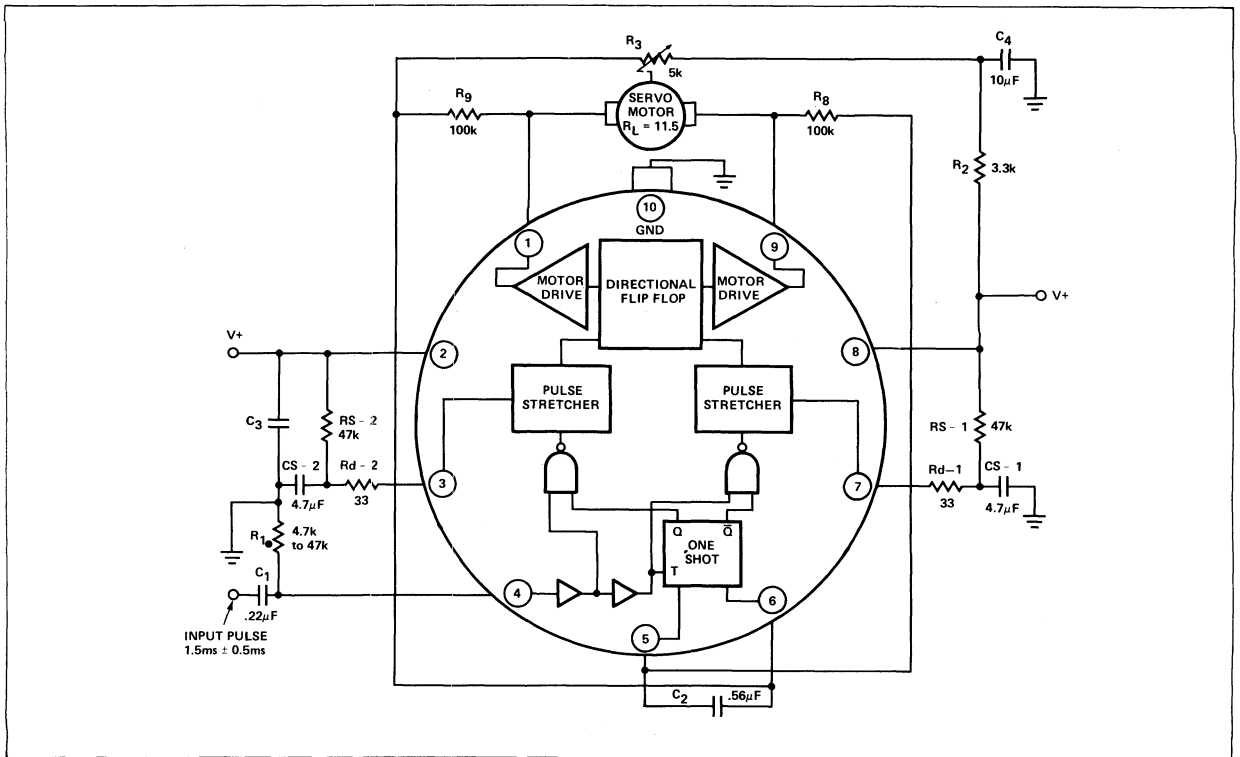 R3
5k
C4
10µF
R9
100k
SERVO
MOTOR
RL = 11.5
R8
100k
R2
3.3k
10
GND
1
9
MOTOR
DRIVE
DIRECTIONAL
FLIP FLOP
MOTOR
DRIVE
V+
V+
2
8
PULSE
STRETCHER
PULSE
STRETCHER
C3
RS - 2
47k
RS - 1
47k
CS - 2
4.7µF
Rd - 2
33
3
7
Rd-1
33
CS - 1
4.7µF
R1
4.7k
to 47k
Q
Q̄
ONE
SHOT
T
C1
.22µF
4
6
INPUT PULSE
1.5ms ± 0.5ms
5
C2
.56µF